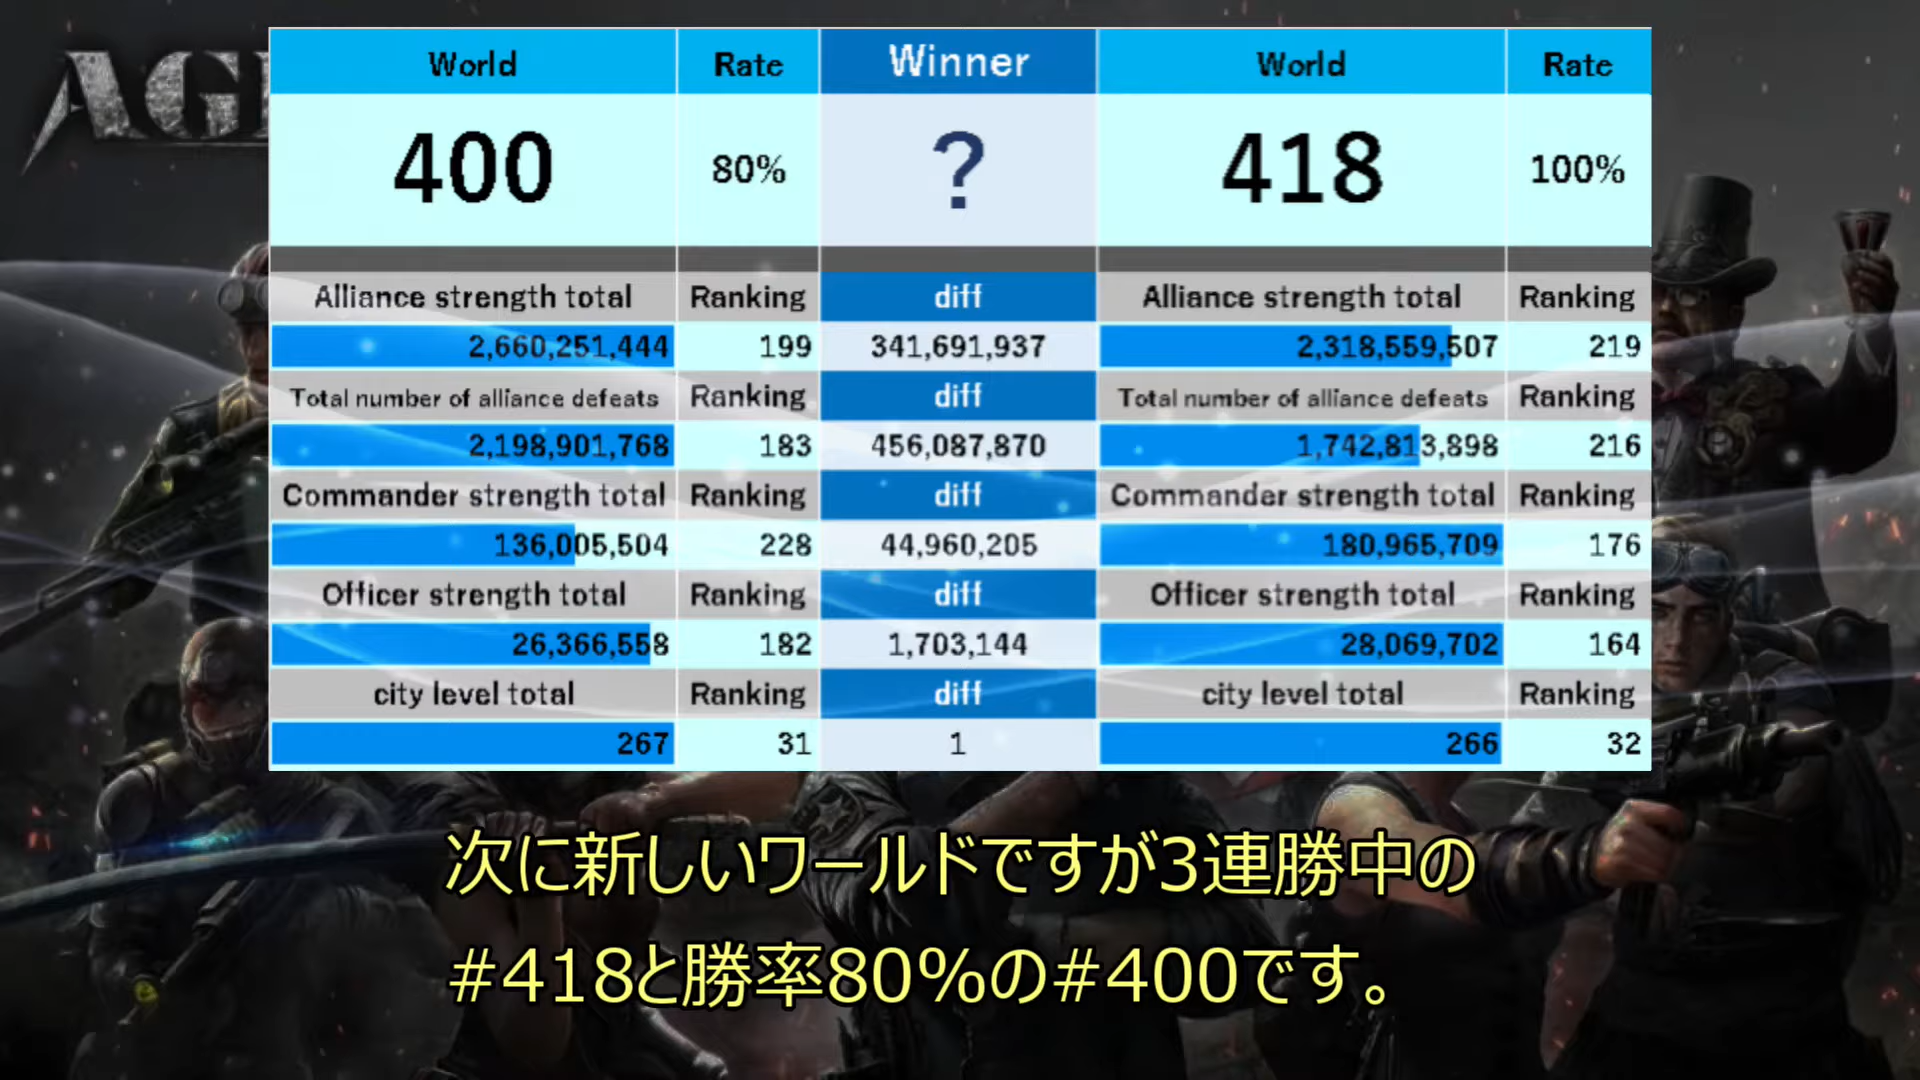 AG
World Rate Winner World Rate
400 80% ? 418 100%
Alliance strength total Ranking diff Alliance strength total Ranking
2,660,251,444 199 341,691,937 2,318,559,507 219
Total number of alliance defeats Ranking diff Total number of alliance defeats Ranking
2,198,901,768 183 456,087,870 1,742,813,898 216
Commander strength total Ranking diff Commander strength total Ranking
136,005,504 228 44,960,205 180,965,709 176
Officer strength total Ranking diff Officer strength total Ranking
26,366,558 182 1,703,144 28,069,702 164
city level total Ranking diff city level total Ranking
267 31 1 266 32
次に新しいワールドですが3連勝中の
#418と勝率80%の#400です。